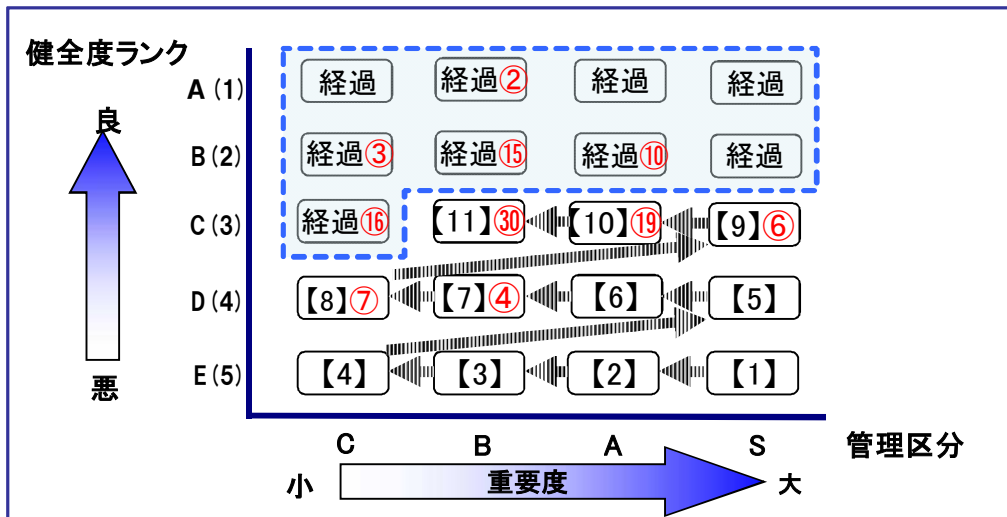 健全度ランク
良
悪
A(1) 経過 経過② 経過 経過
B(2) 経過③ 経過⑮ 経過⑩ 経過
C(3) 経過⑯ 【11】㉚ 【10】⑲ 【9】⑥
D(4) 【8】⑦ 【7】④ 【6】 【5】
E(5) 【4】 【3】 【2】 【1】
C B A S 管理区分
小 重要度 大